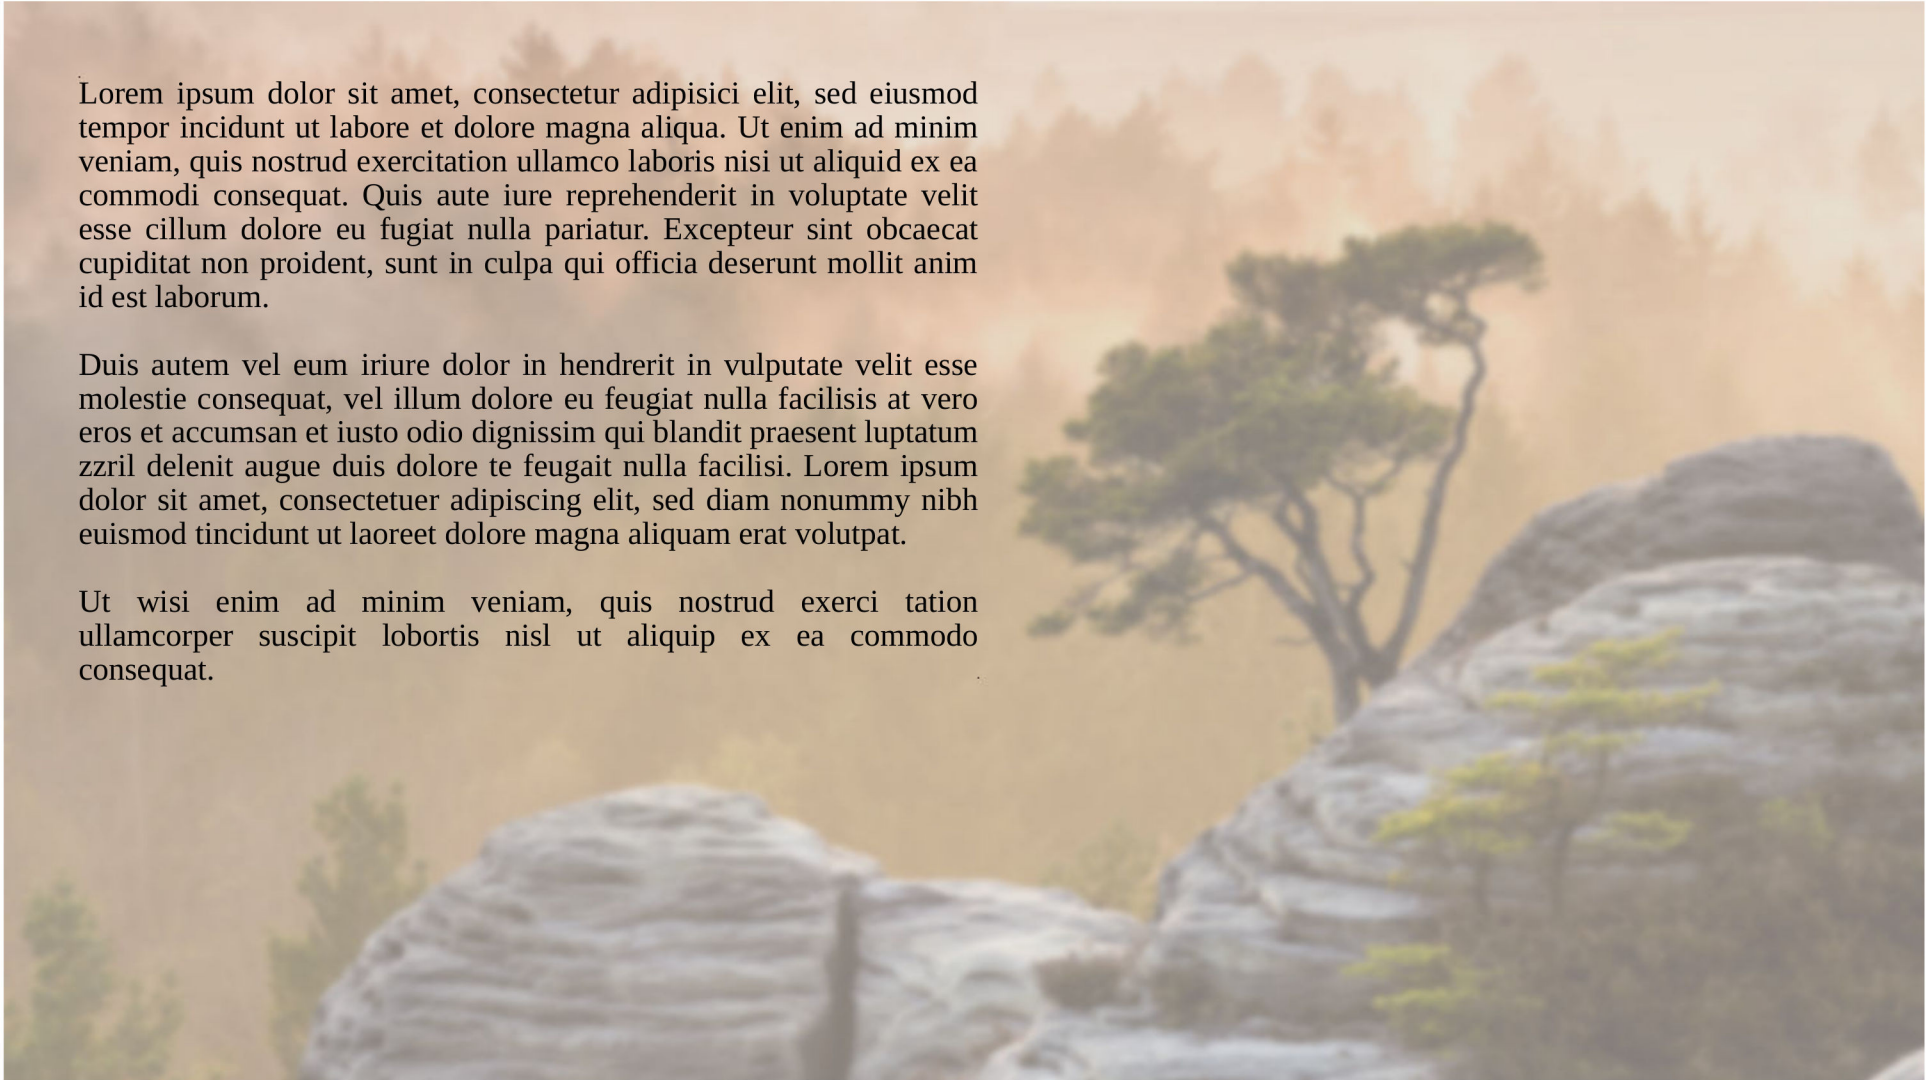 Lorem ipsum dolor sit amet, consectetur adipisici elit, sed eiusmod
tempor incidunt ut labore et dolore magna aliqua. Ut enim ad minim
veniam, quis nostrud exercitation ullamco laboris nisi ut aliquid ex ea
commodi consequat. Quis aute iure reprehenderit in voluptate velit
esse cillum dolore eu fugiat nulla pariatur. Excepteur sint obcaecat
cupiditat non proident, sunt in culpa qui officia deserunt mollit anim
id est laborum.

Duis autem vel eum iriure dolor in hendrerit in vulputate velit esse
molestie consequat, vel illum dolore eu feugiat nulla facilisis at vero
eros et accumsan et iusto odio dignissim qui blandit praesent luptatum
zzril delenit augue duis dolore te feugait nulla facilisi. Lorem ipsum
dolor sit amet, consectetuer adipiscing elit, sed diam nonummy nibh
euismod tincidunt ut laoreet dolore magna aliquam erat volutpat.

Ut wisi enim ad minim veniam, quis nostrud exerci tation
ullamcorper suscipit lobortis nisl ut aliquip ex ea commodo
consequat.